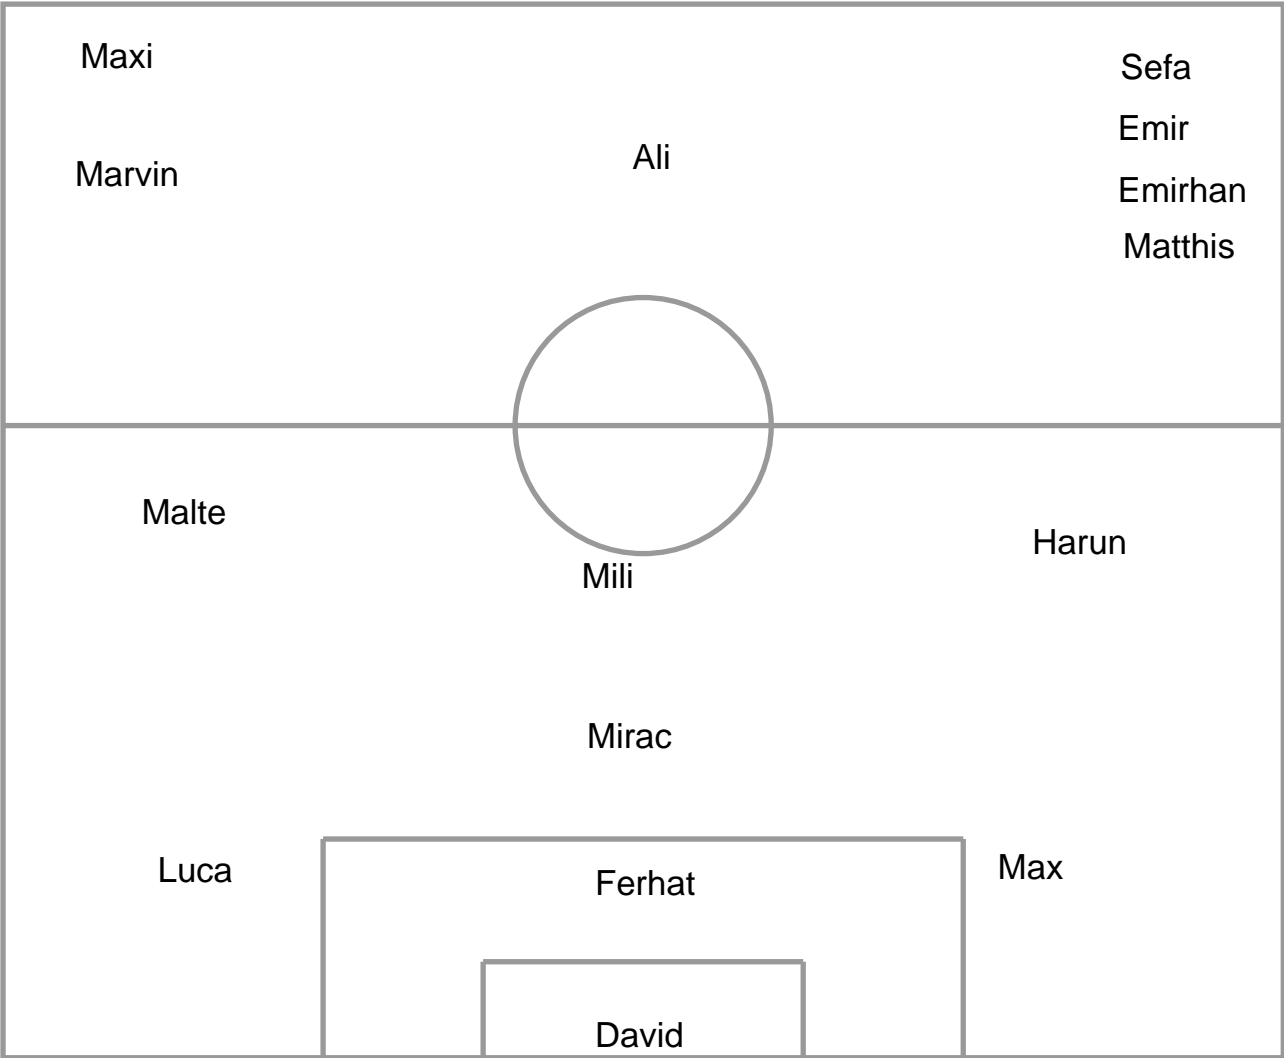 Maxi
Sefa
Emir
Ali
Marvin
Emirhan
Matthis
Malte
Harun
Mili
Mirac
Luca
Max
Ferhat
David